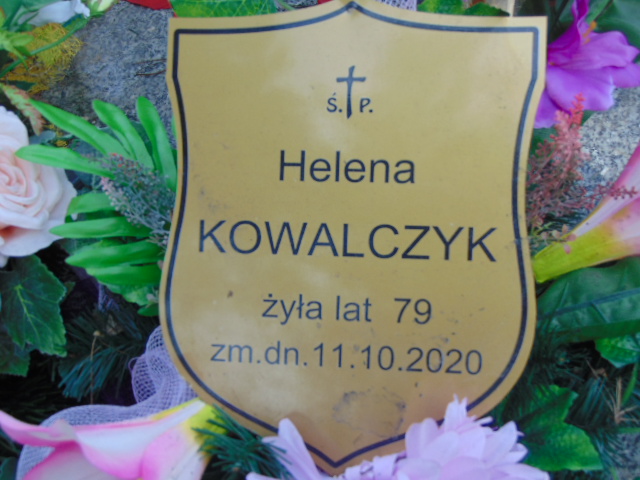 Ś. P.
Helena
KOWALCZYK
żyła lat 79
zm.dn.11.10.2020